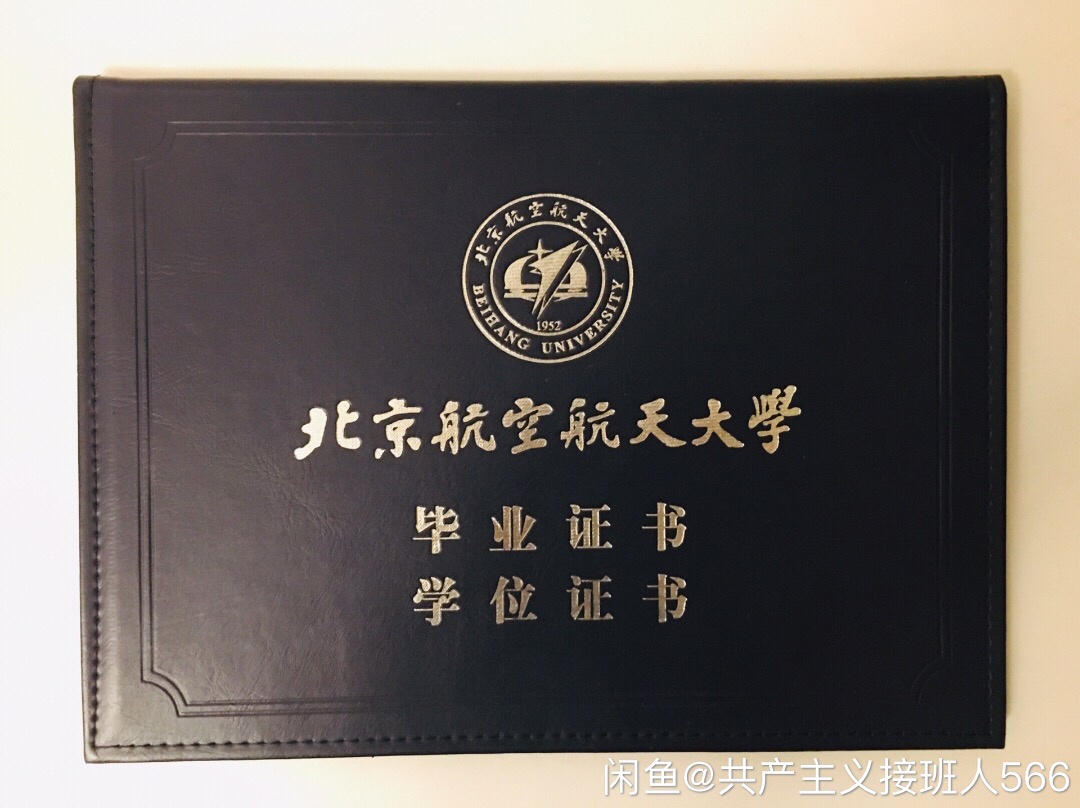 北京航空航天大學
1952
BEIHANG UNIVERSITY
北京航空航天大學
毕业证书
学位证书
闲鱼@共产主义接班人566